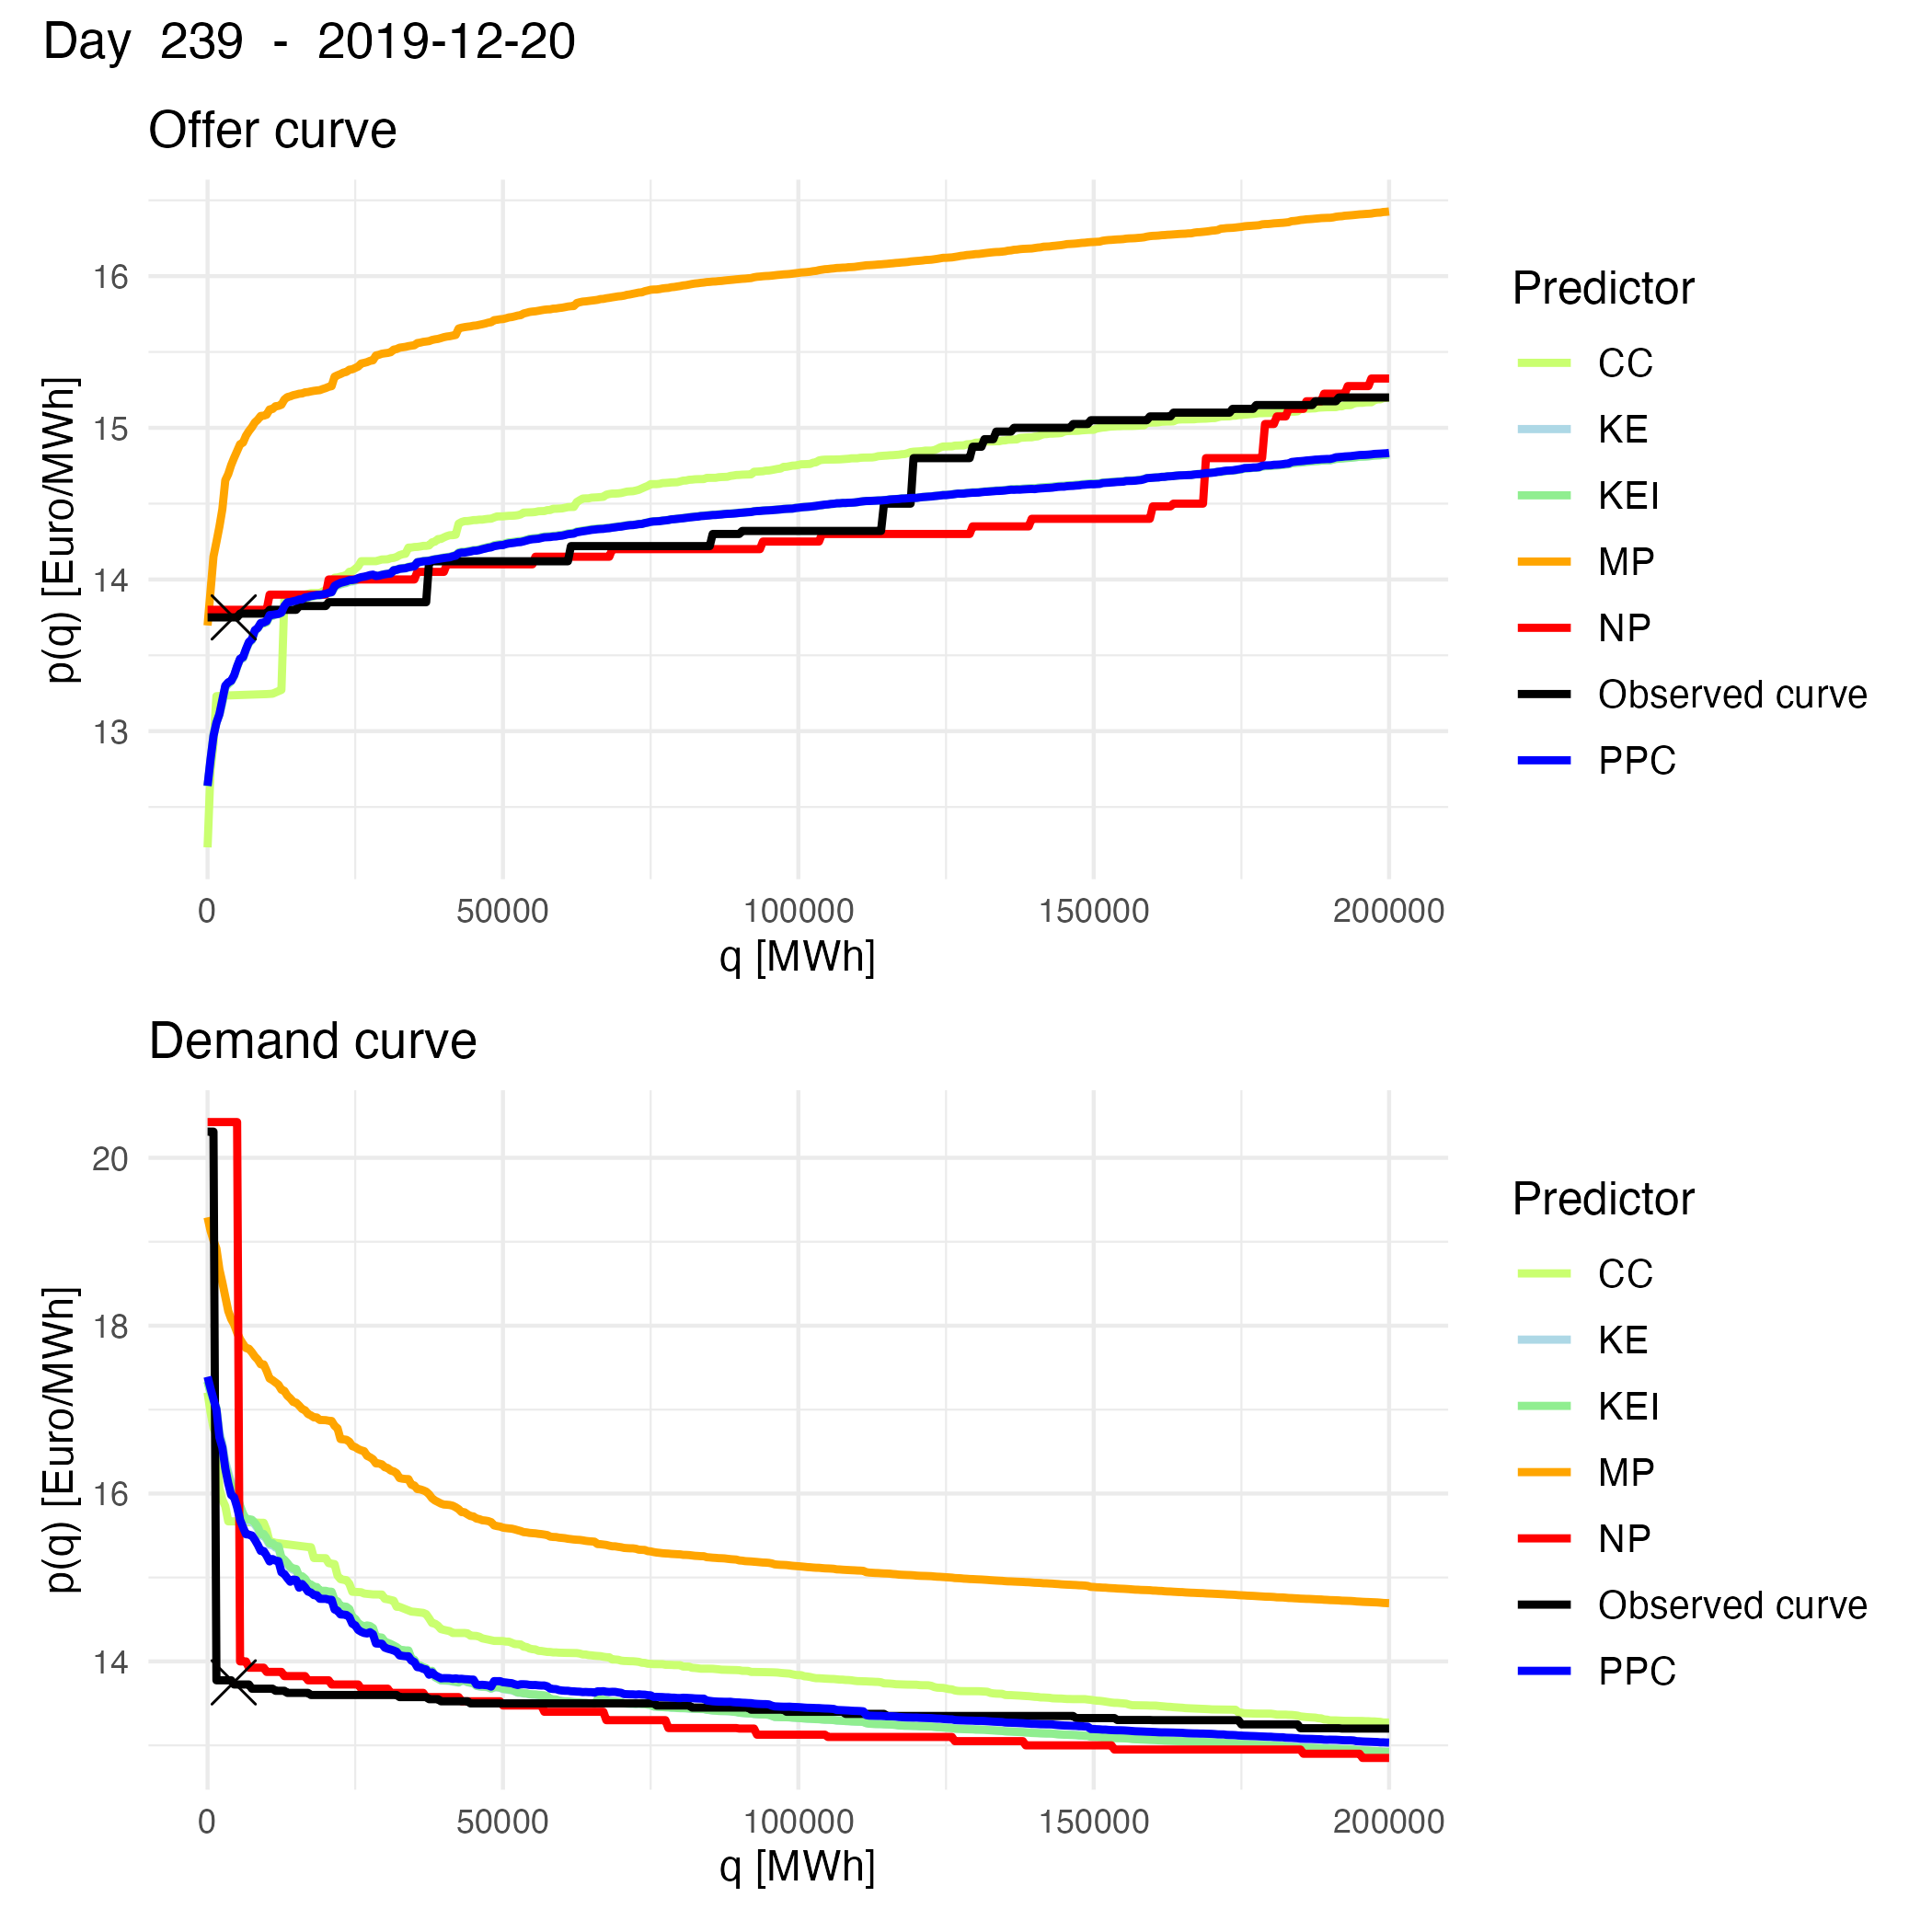 Day 239 - 2019-12-20
Offer curve
p(q) [Euro/MWh]
16
15
14
13
0
50000
100000
150000
200000
q [MWh]
Predictor
CC
KE
KEI
MP
NP
Observed curve
PPC
Demand curve
p(q) [Euro/MWh]
20
18
16
14
0
50000
100000
150000
200000
q [MWh]
Predictor
CC
KE
KEI
MP
NP
Observed curve
PPC